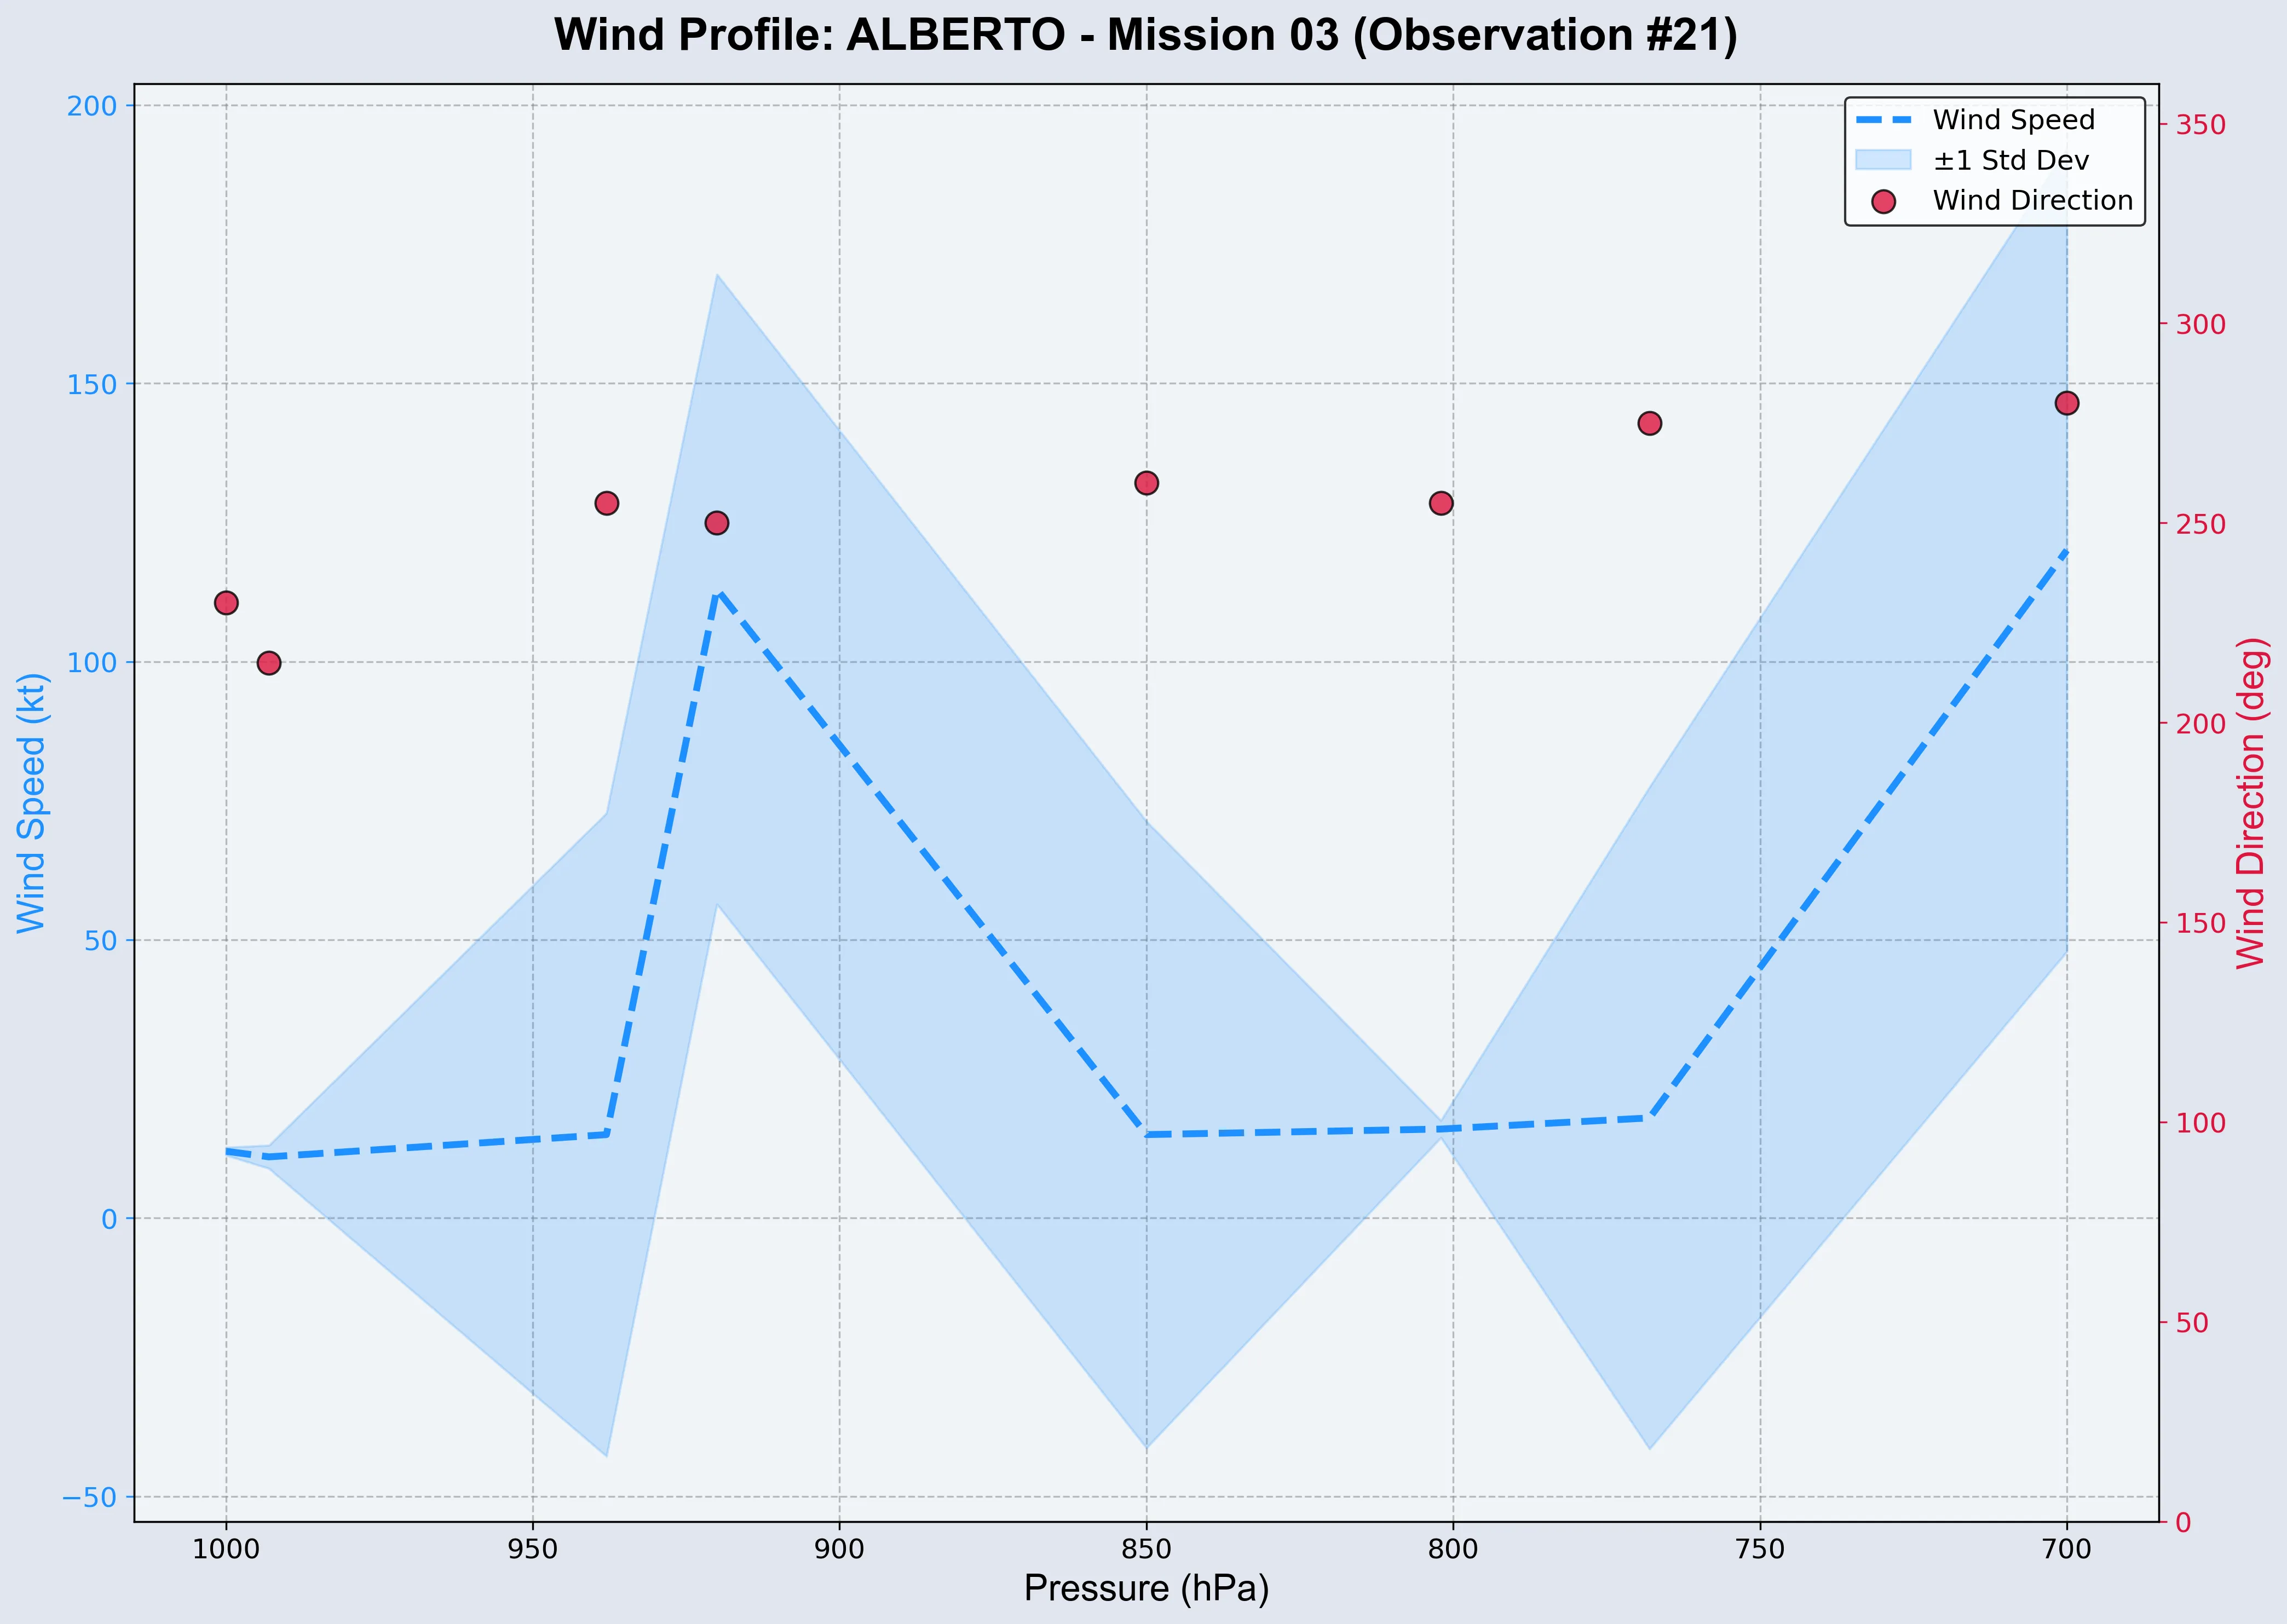 Wind Profile: ALBERTO - Mission 03 (Observation #21)
Wind Speed
±1 Std Dev
Wind Direction
Wind Speed (kt)
200
150
100
50
0
−50
Wind Direction (deg)
350
300
250
200
150
100
50
0
1000 950 900 850 800 750 700
Pressure (hPa)